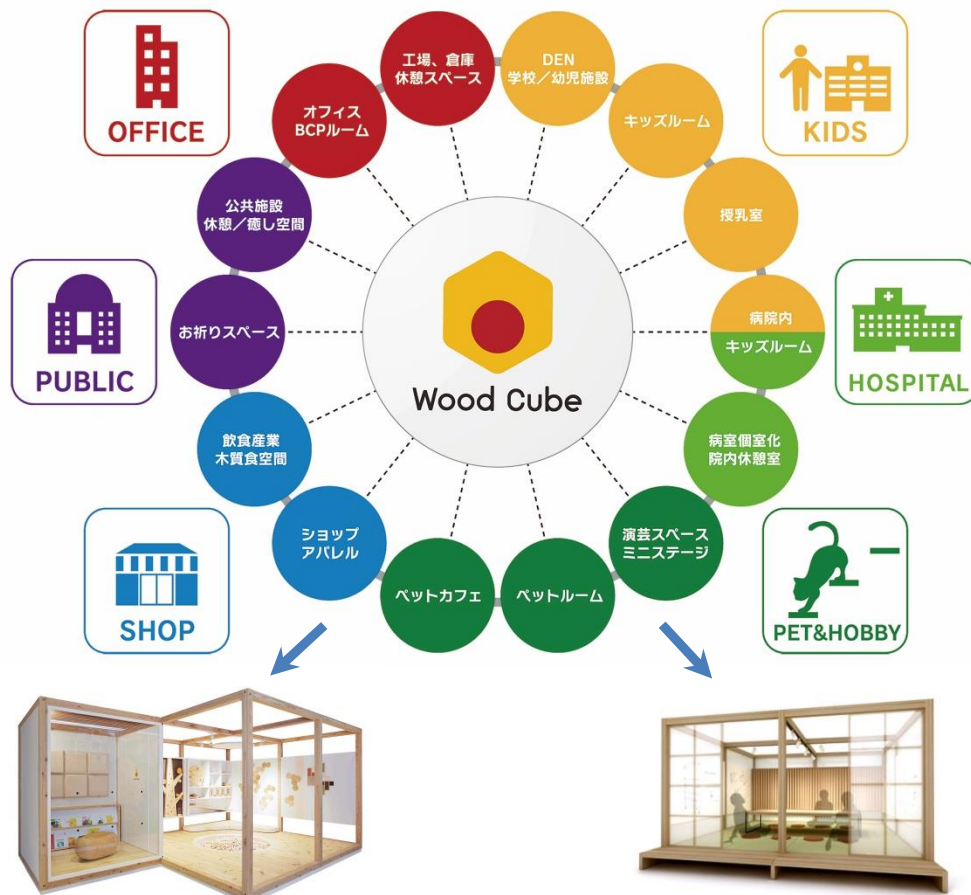 OFFICE
工場、倉庫
休憩スペース
DEN
学校／幼児施設
KIDS
オフィス
BCPルーム
キッズルーム
公共施設
休憩／癒し空間
授乳室
PUBLIC
お祈りスペース
Wood Cube
病院内
キッズルーム
HOSPITAL
飲食産業
木質食空間
病室個室化
院内休憩室
SHOP
ショップ
アパレル
演芸スペース
ミニステージ
PET&HOBBY
ペットカフェ
ペットルーム